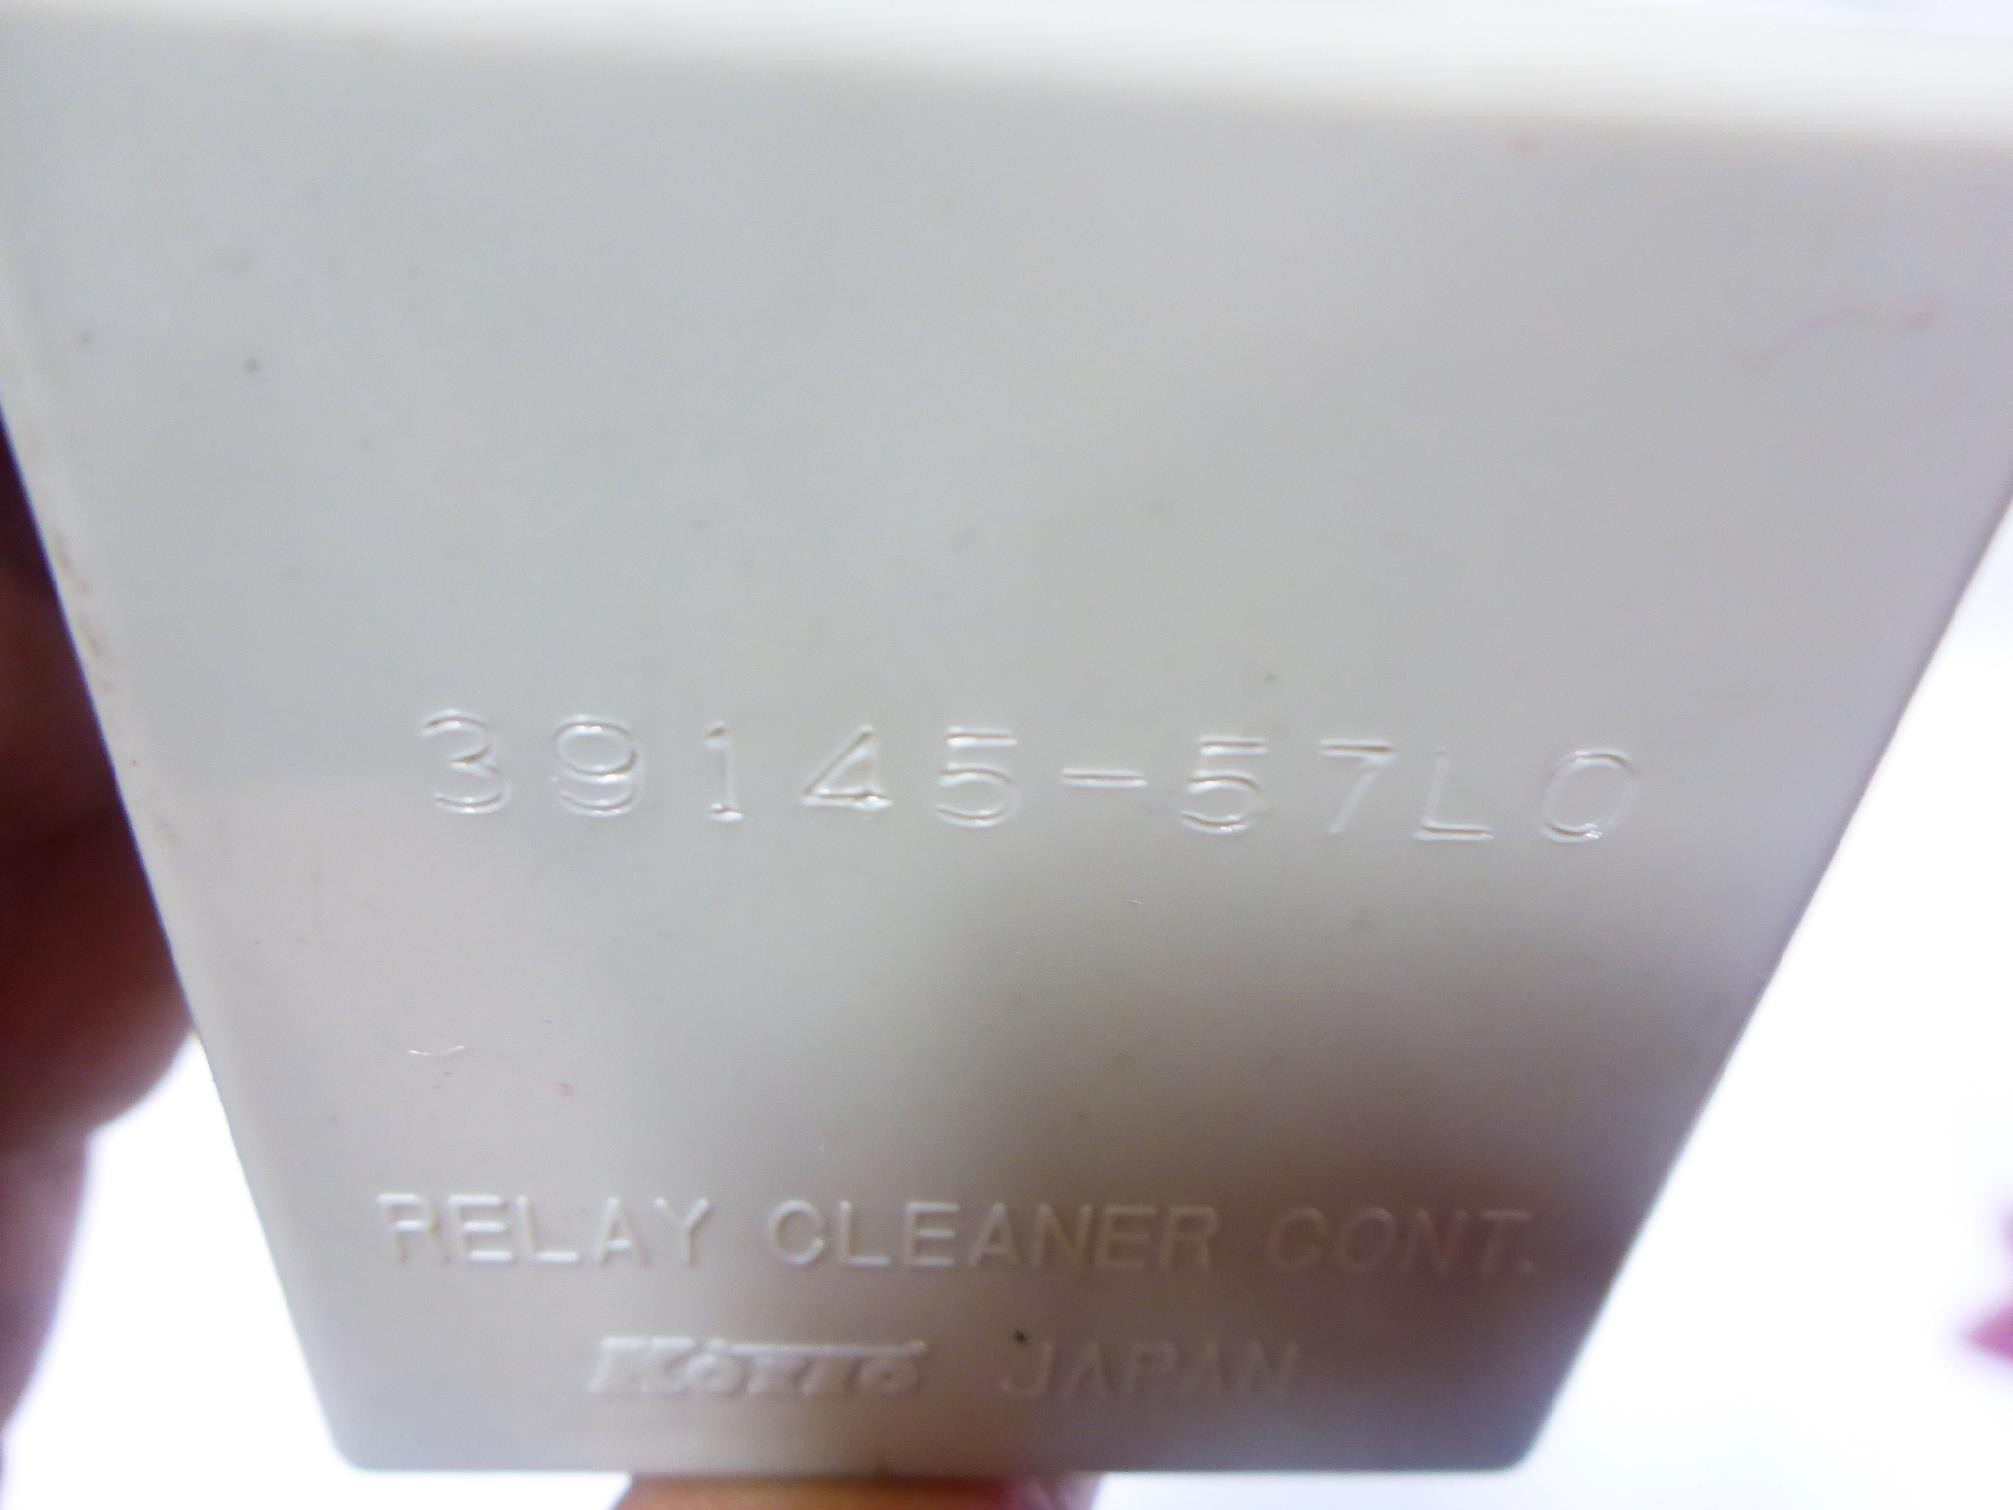 39145-57L0
RELAY CLEANER CONT.
Koito JAPAN